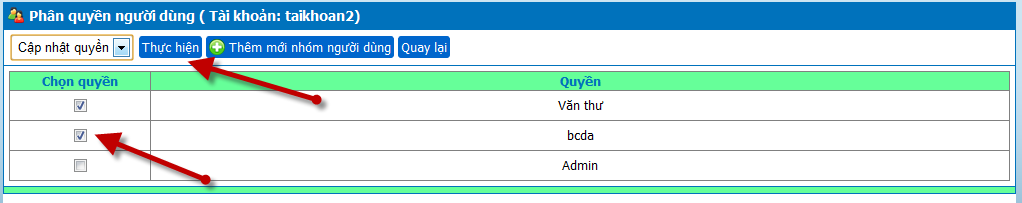 Phân quyền người dùng ( Tài khoản: taikhoan2)
Cập nhật quyền Thực hiện Thêm mới nhóm người dùng Quay lại
Chọn quyền Quyền
Văn thư
bcda
Admin